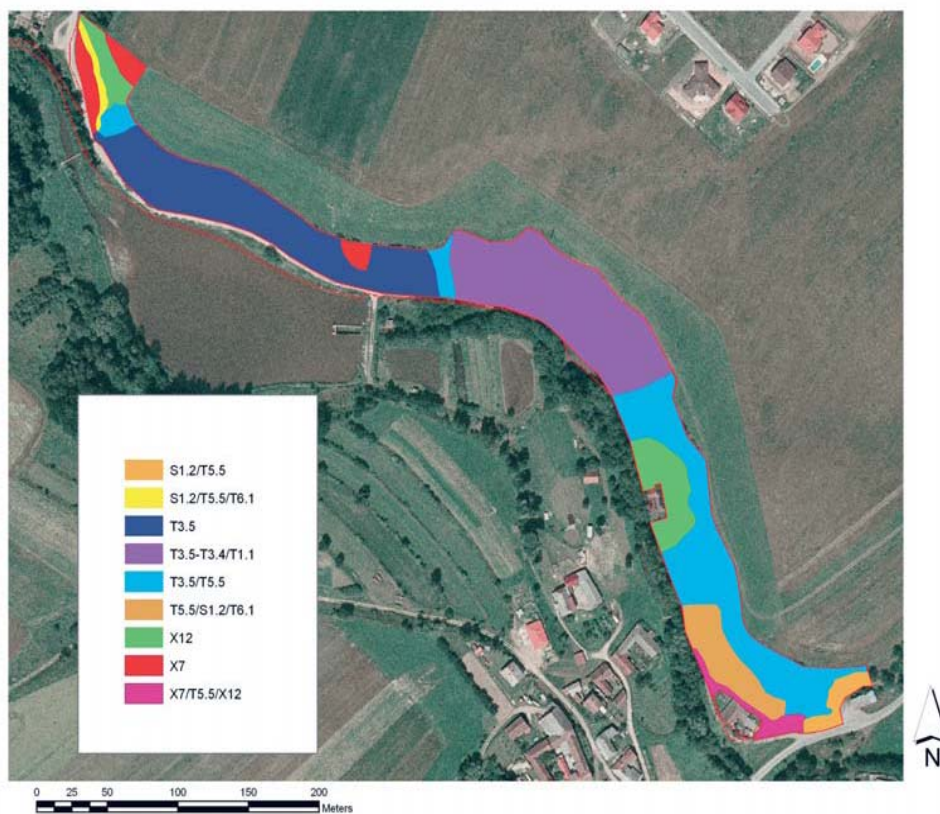 S1.2/T5.5
S1.2/T5.5/T6.1
T3.5
T3.5-T3.4/T1.1
T3.5/T5.5
T5.5/S1.2/T6.1
X12
X7
X7/T5.5/X12
N
0 25 50 100 150 200
Meters